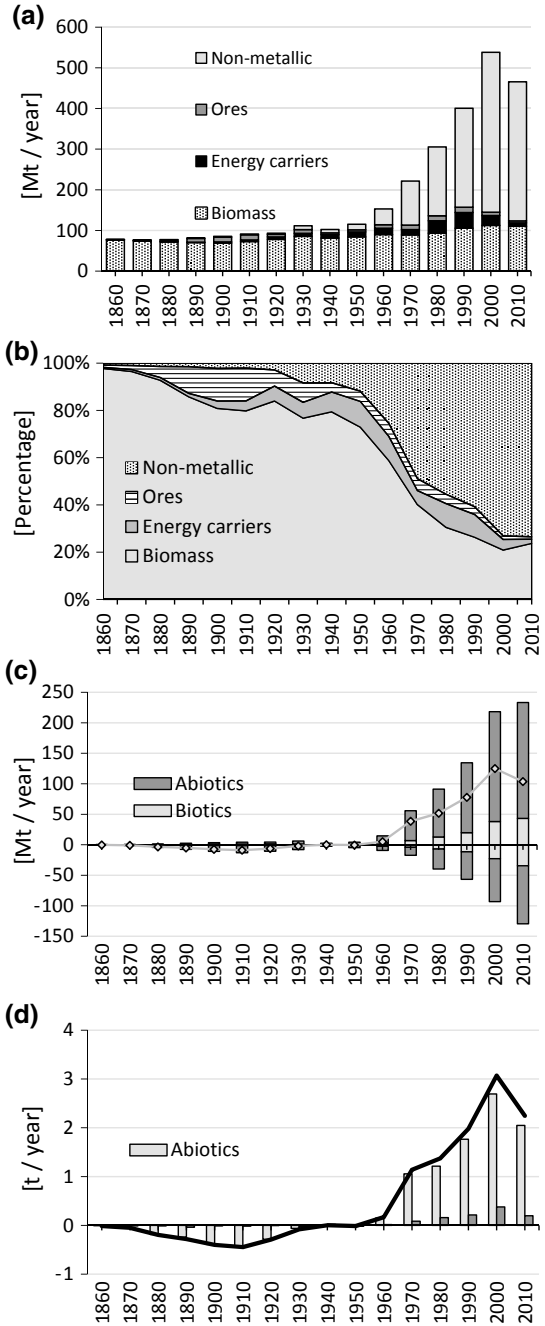 (a)
600
500
400
300
200
100
0
[Mt / year]
Non-metallic
Ores
Energy carriers
Biomass
1860 1870 1880 1890 1900 1910 1920 1930 1940 1950 1960 1970 1980 1990 2000 2010
(b)
100%
80%
60%
40%
20%
0%
[Percentage]
Non-metallic
Ores
Energy carriers
Biomass
1860 1870 1880 1890 1900 1910 1920 1930 1940 1950 1960 1970 1980 1990 2000 2010
(c)
250
200
150
100
50
0
-50
-100
-150
[Mt / year]
Abiotics
Biotics
1860 1870 1880 1890 1900 1910 1920 1930 1940 1950 1960 1970 1980 1990 2000 2010
(d)
4
3
2
1
0
-1
[t / year]
Abiotics
1860 1870 1880 1890 1900 1910 1920 1930 1940 1950 1960 1970 1980 1990 2000 2010